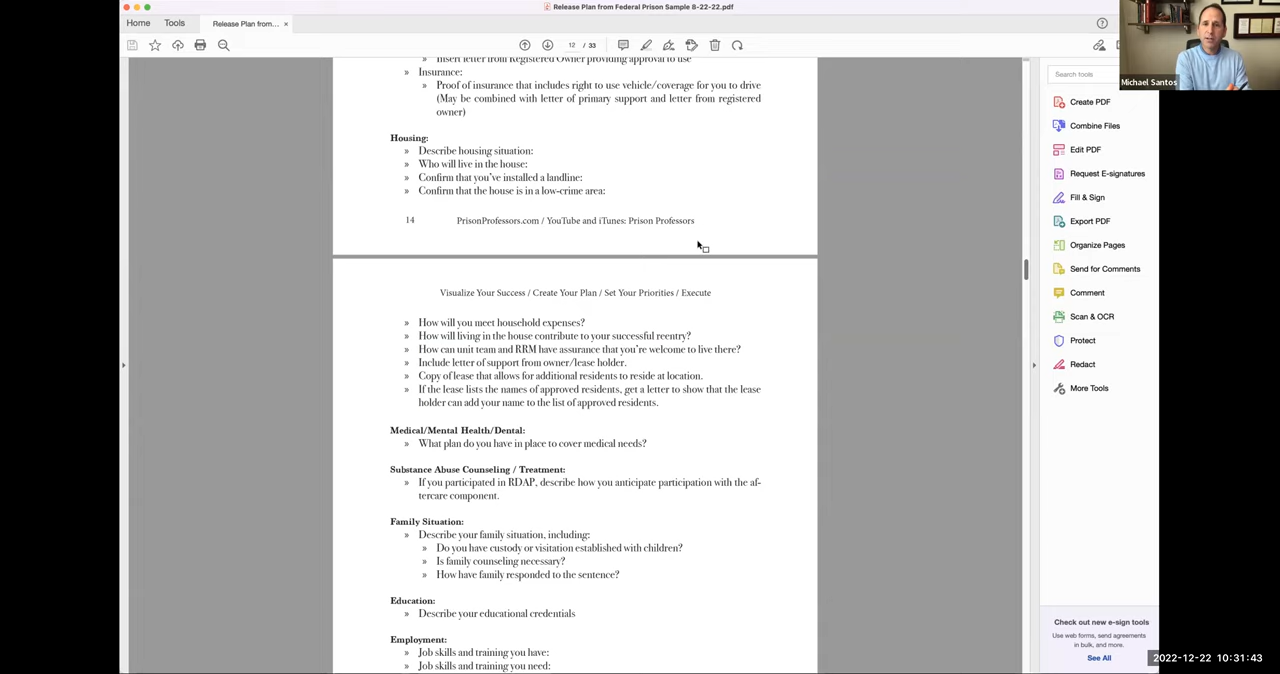 Release Plan from Federal Prison Sample 8-22-22.pdf
Home
Tools
Release Plan from...
×
?
12 / 33
Michael Santos
Insert letter from Registered Owner providing approval to use
» Insurance:
» Proof of insurance that includes right to use vehicle/coverage for you to drive
(May be combined with letter of primary support and letter from registered
owner)
Housing:
» Describe housing situation:
» Who will live in the house:
» Confirm that you've installed a landline:
» Confirm that the house is in a low-crime area:
14
PrisonProfessors.com / YouTube and iTunes: Prison Professors
Visualize Your Success / Create Your Plan / Set Your Priorities / Execute
» How will you meet household expenses?
» How will living in the house contribute to your successful reentry?
» How can unit team and RRM have assurance that you're welcome to live there?
» Include letter of support from owner/lease holder.
» Copy of lease that allows for additional residents to reside at location.
» If the lease lists the names of approved residents, get a letter to show that the lease
holder can add your name to the list of approved residents.
Medical/Mental Health/Dental:
» What plan do you have in place to cover medical needs?
Substance Abuse Counseling / Treatment:
» If you participated in RDAP, describe how you anticipate participation with the af-
tercare component.
Family Situation:
» Describe your family situation, including:
» Do you have custody or visitation established with children?
» Is family counseling necessary?
» How have family responded to the sentence?
Education:
» Describe your educational credentials
Employment:
» Job skills and training you have:
» Job skills and training you need:
Search tools
Create PDF
Combine Files
Edit PDF
Request E-signatures
Fill & Sign
Export PDF
Organize Pages
Send for Comments
Comment
Scan & OCR
Protect
Redact
More Tools
Check out new e-sign tools
Use web forms, send agreements
in bulk, and more.
See All
2022-12-22 10:31:43